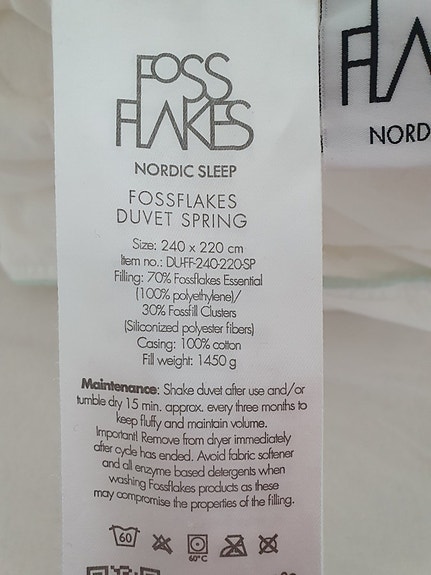 FOSS
FLAKES
NORDIC SLEEP
FOSSFLAKES
DUVET SPRING
Size: 240 x 220 cm
Item no.: DU-FF-240-220-SP
Filling: 70% Fossflakes Essential
(100% polyethylene)/
30% Fossfill Clusters
(Siliconized polyester fibers)
Casing: 100% cotton
Fill weight: 1450 g
Maintenance: Shake duvet after use and/or
tumble dry 15 min. approx. every three months to
keep fluffy and maintain volume.
Important! Remove from dryer immediately
after cycle has ended. Avoid fabric softener
and all enzyme based detergents when
washing Fossflakes products as these
may compromise the properties of the filling.
60
60°C
FLA
NORD